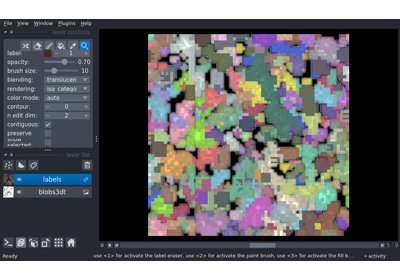 File View Window Plugins Help
layer controls
label: 1
opacity: 0.70
brush size: 10
blending: translucen
rendering: iso_catego
color mode: auto
contour: 0
n edit dim: 2
contiguous:
preserve
show
selected:
layer list
labels
blobs3dt
Ready
use <1> for activate the label eraser, use <2> for activate the paint brush, use <3> for activate the fill b...
activity